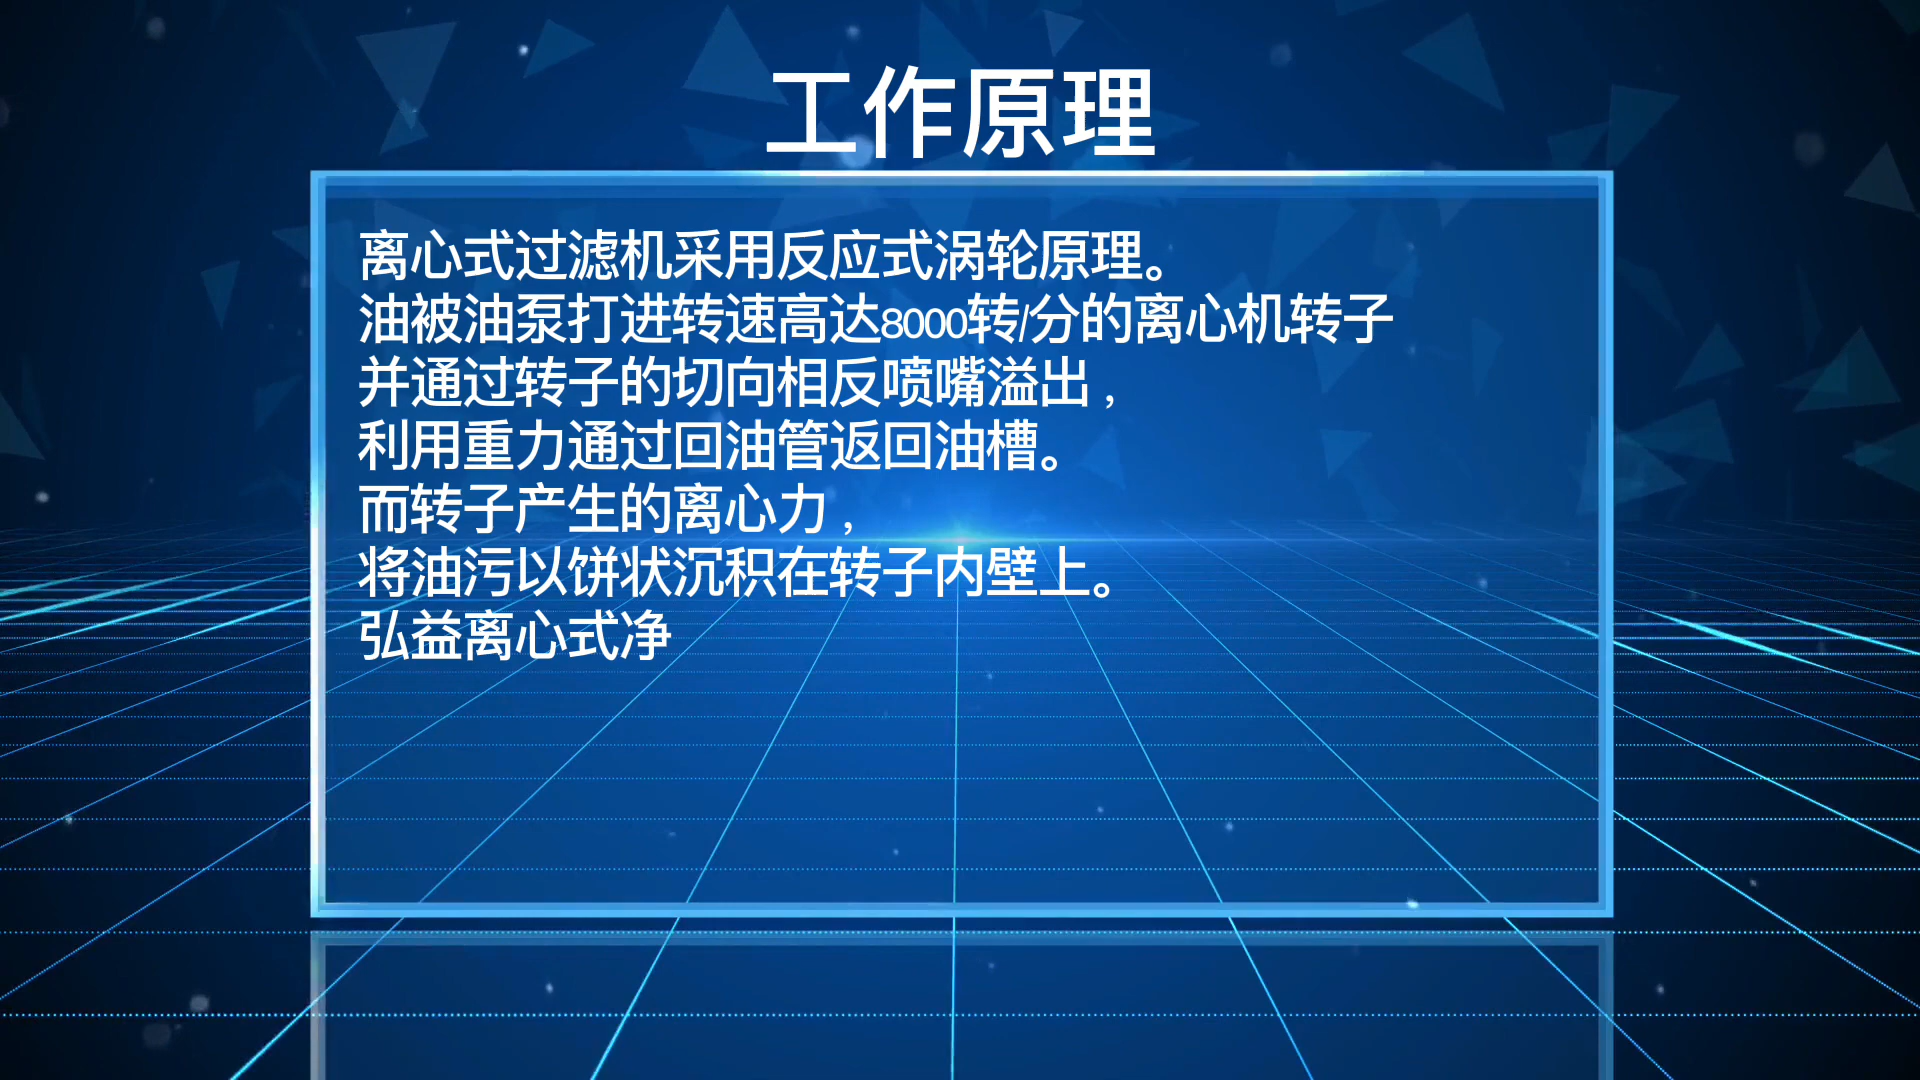 工作原理
离心式过滤机采用反应式涡轮原理。
油被油泵打进转速高达8000转/分的离心机转子
并通过转子的切向相反喷嘴溢出，
利用重力通过回油管返回油槽。
而转子产生的离心力，
将油污以饼状沉积在转子内壁上。
弘益离心式净